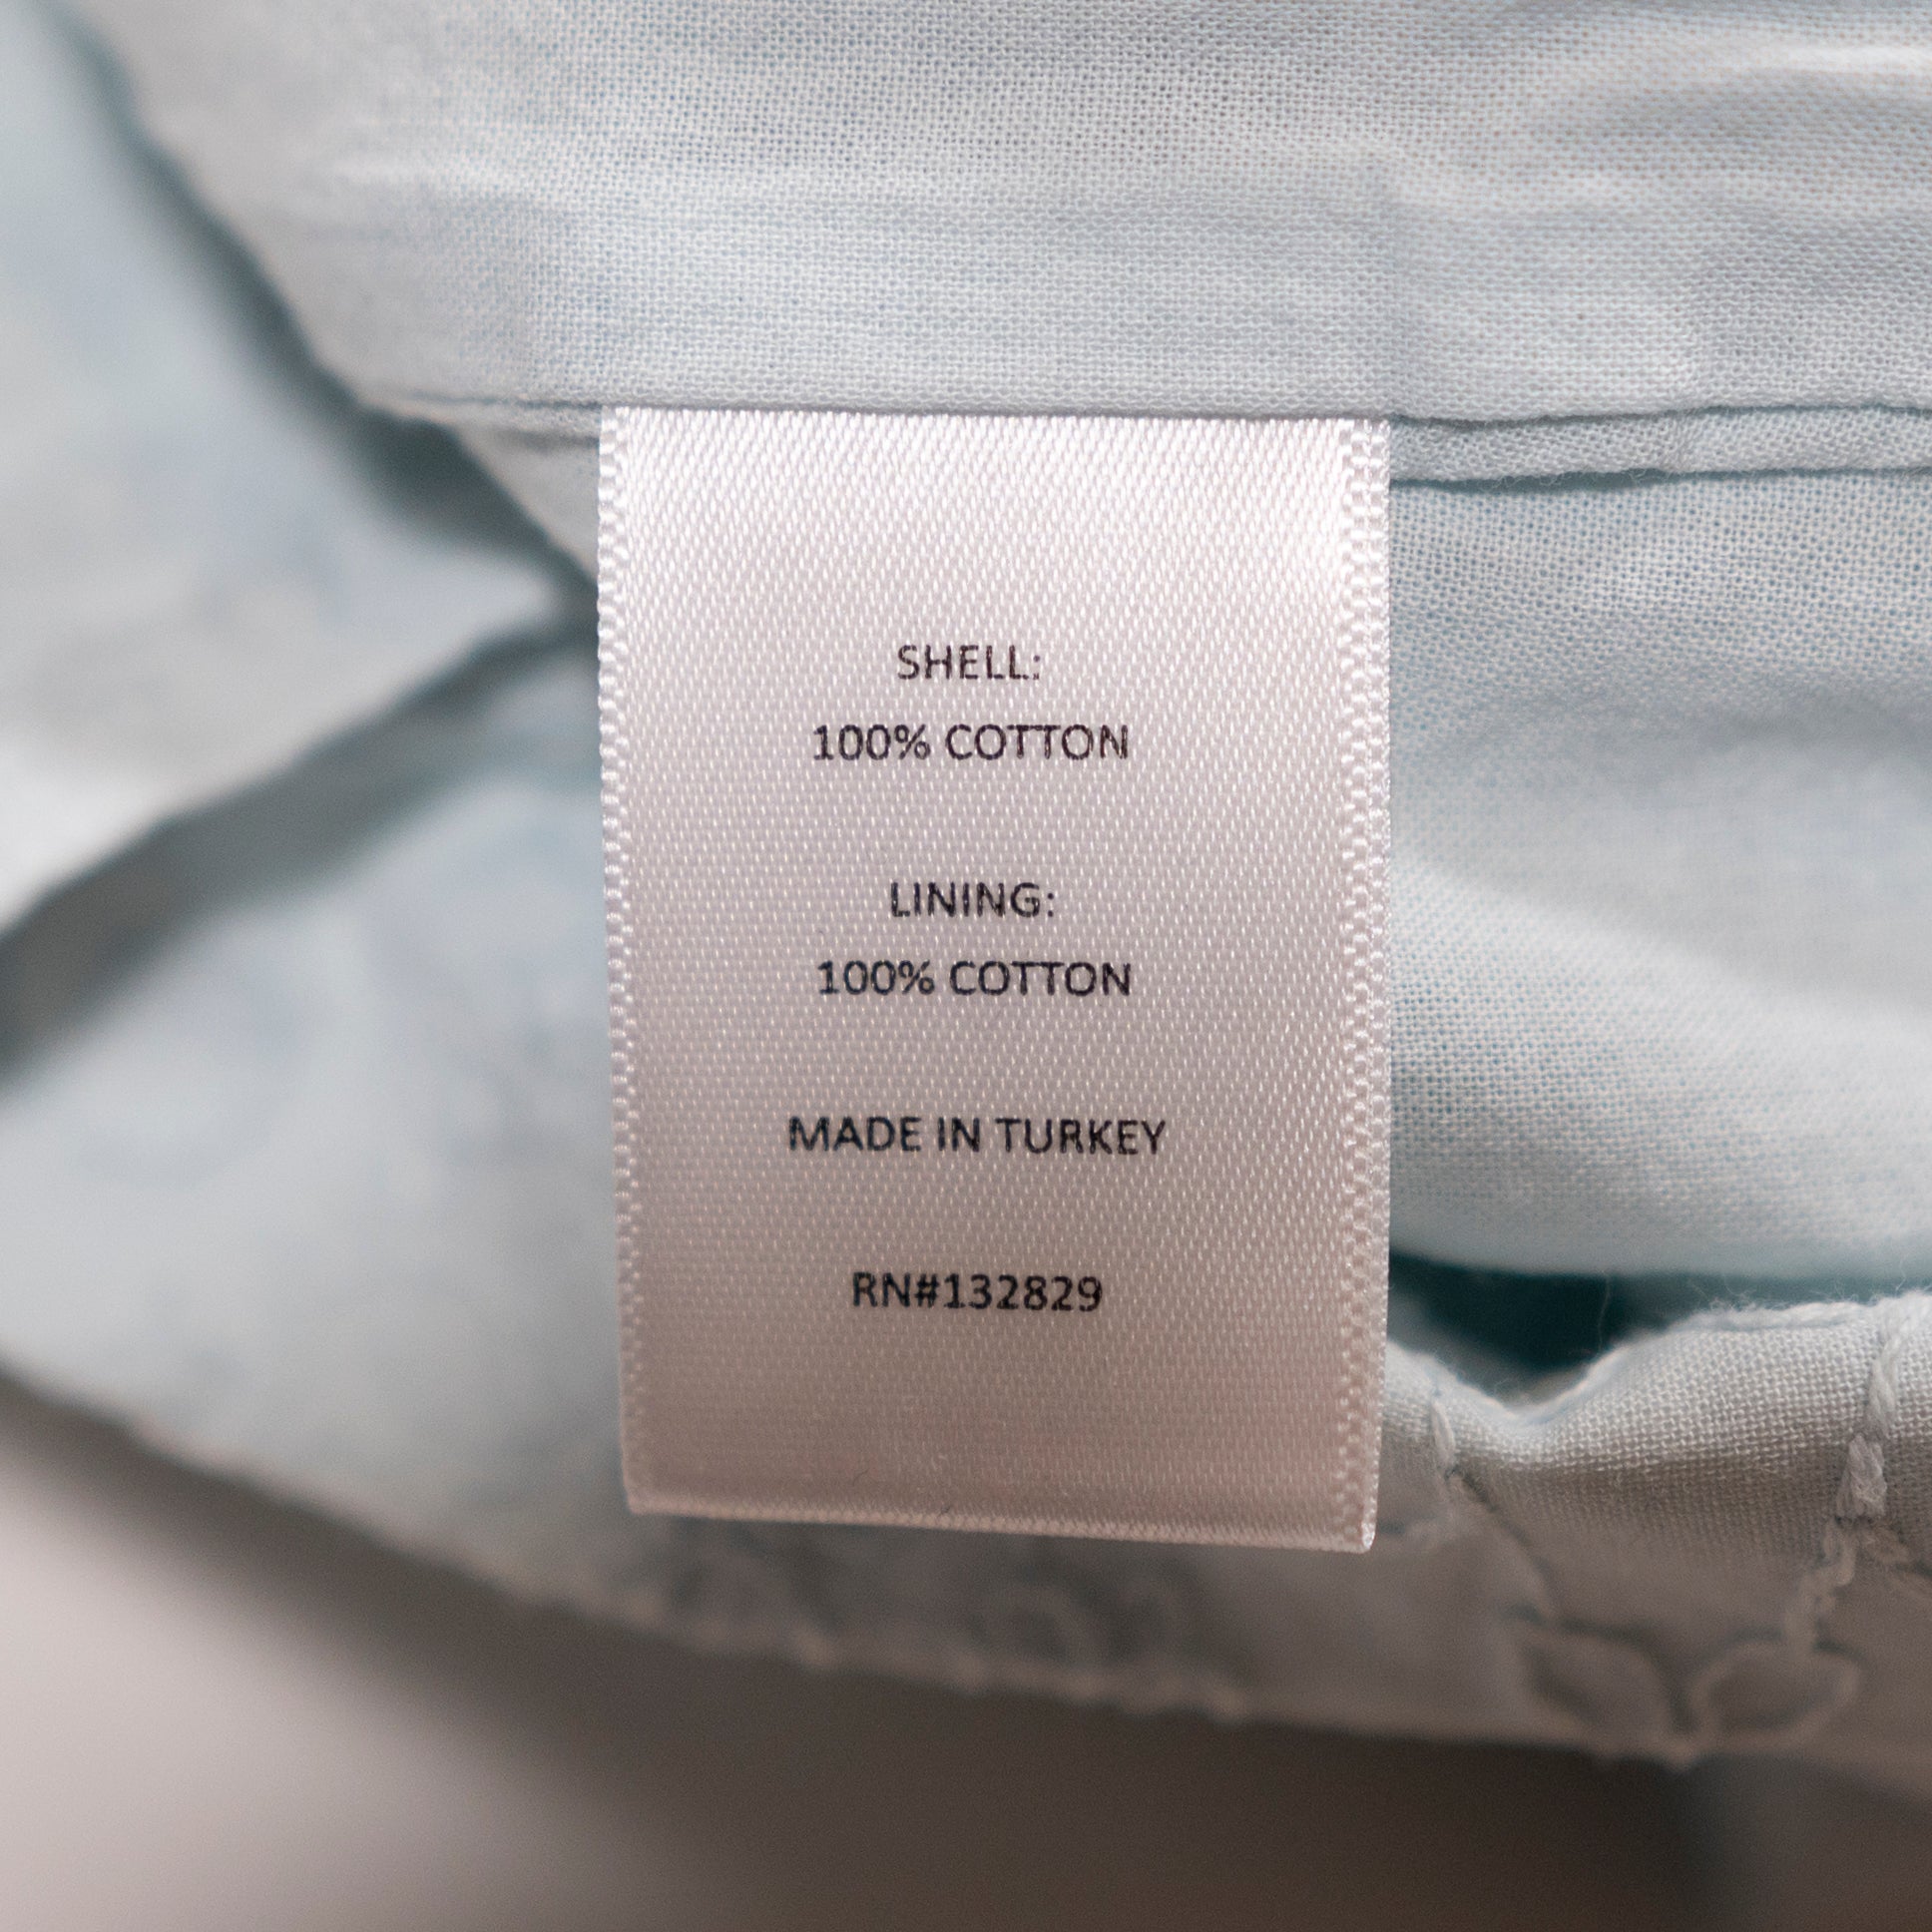 SHELL:
100% COTTON
LINING:
100% COTTON
MADE IN TURKEY
RN#132829